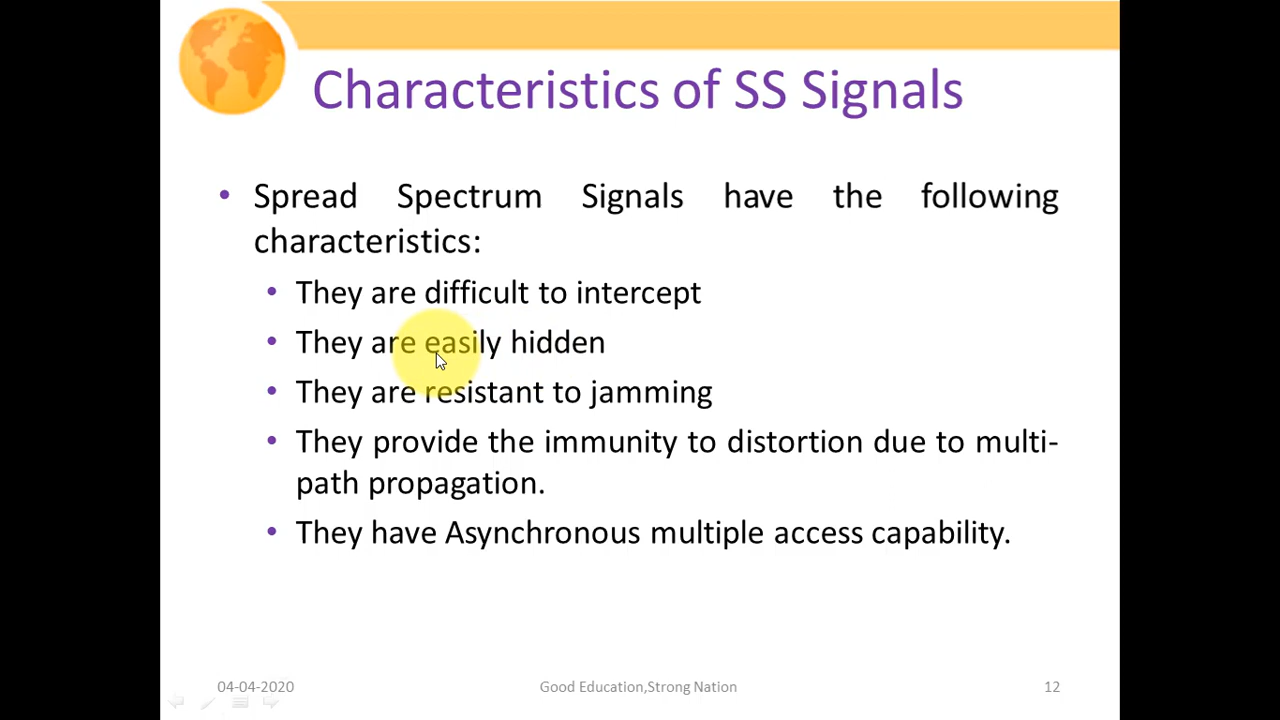 Characteristics of SS Signals
• Spread Spectrum Signals have the following
characteristics:
• They are difficult to intercept
• They are easily hidden
• They are resistant to jamming
• They provide the immunity to distortion due to multi-
path propagation.
• They have Asynchronous multiple access capability.
04-04-2020 Good Education,Strong Nation 12